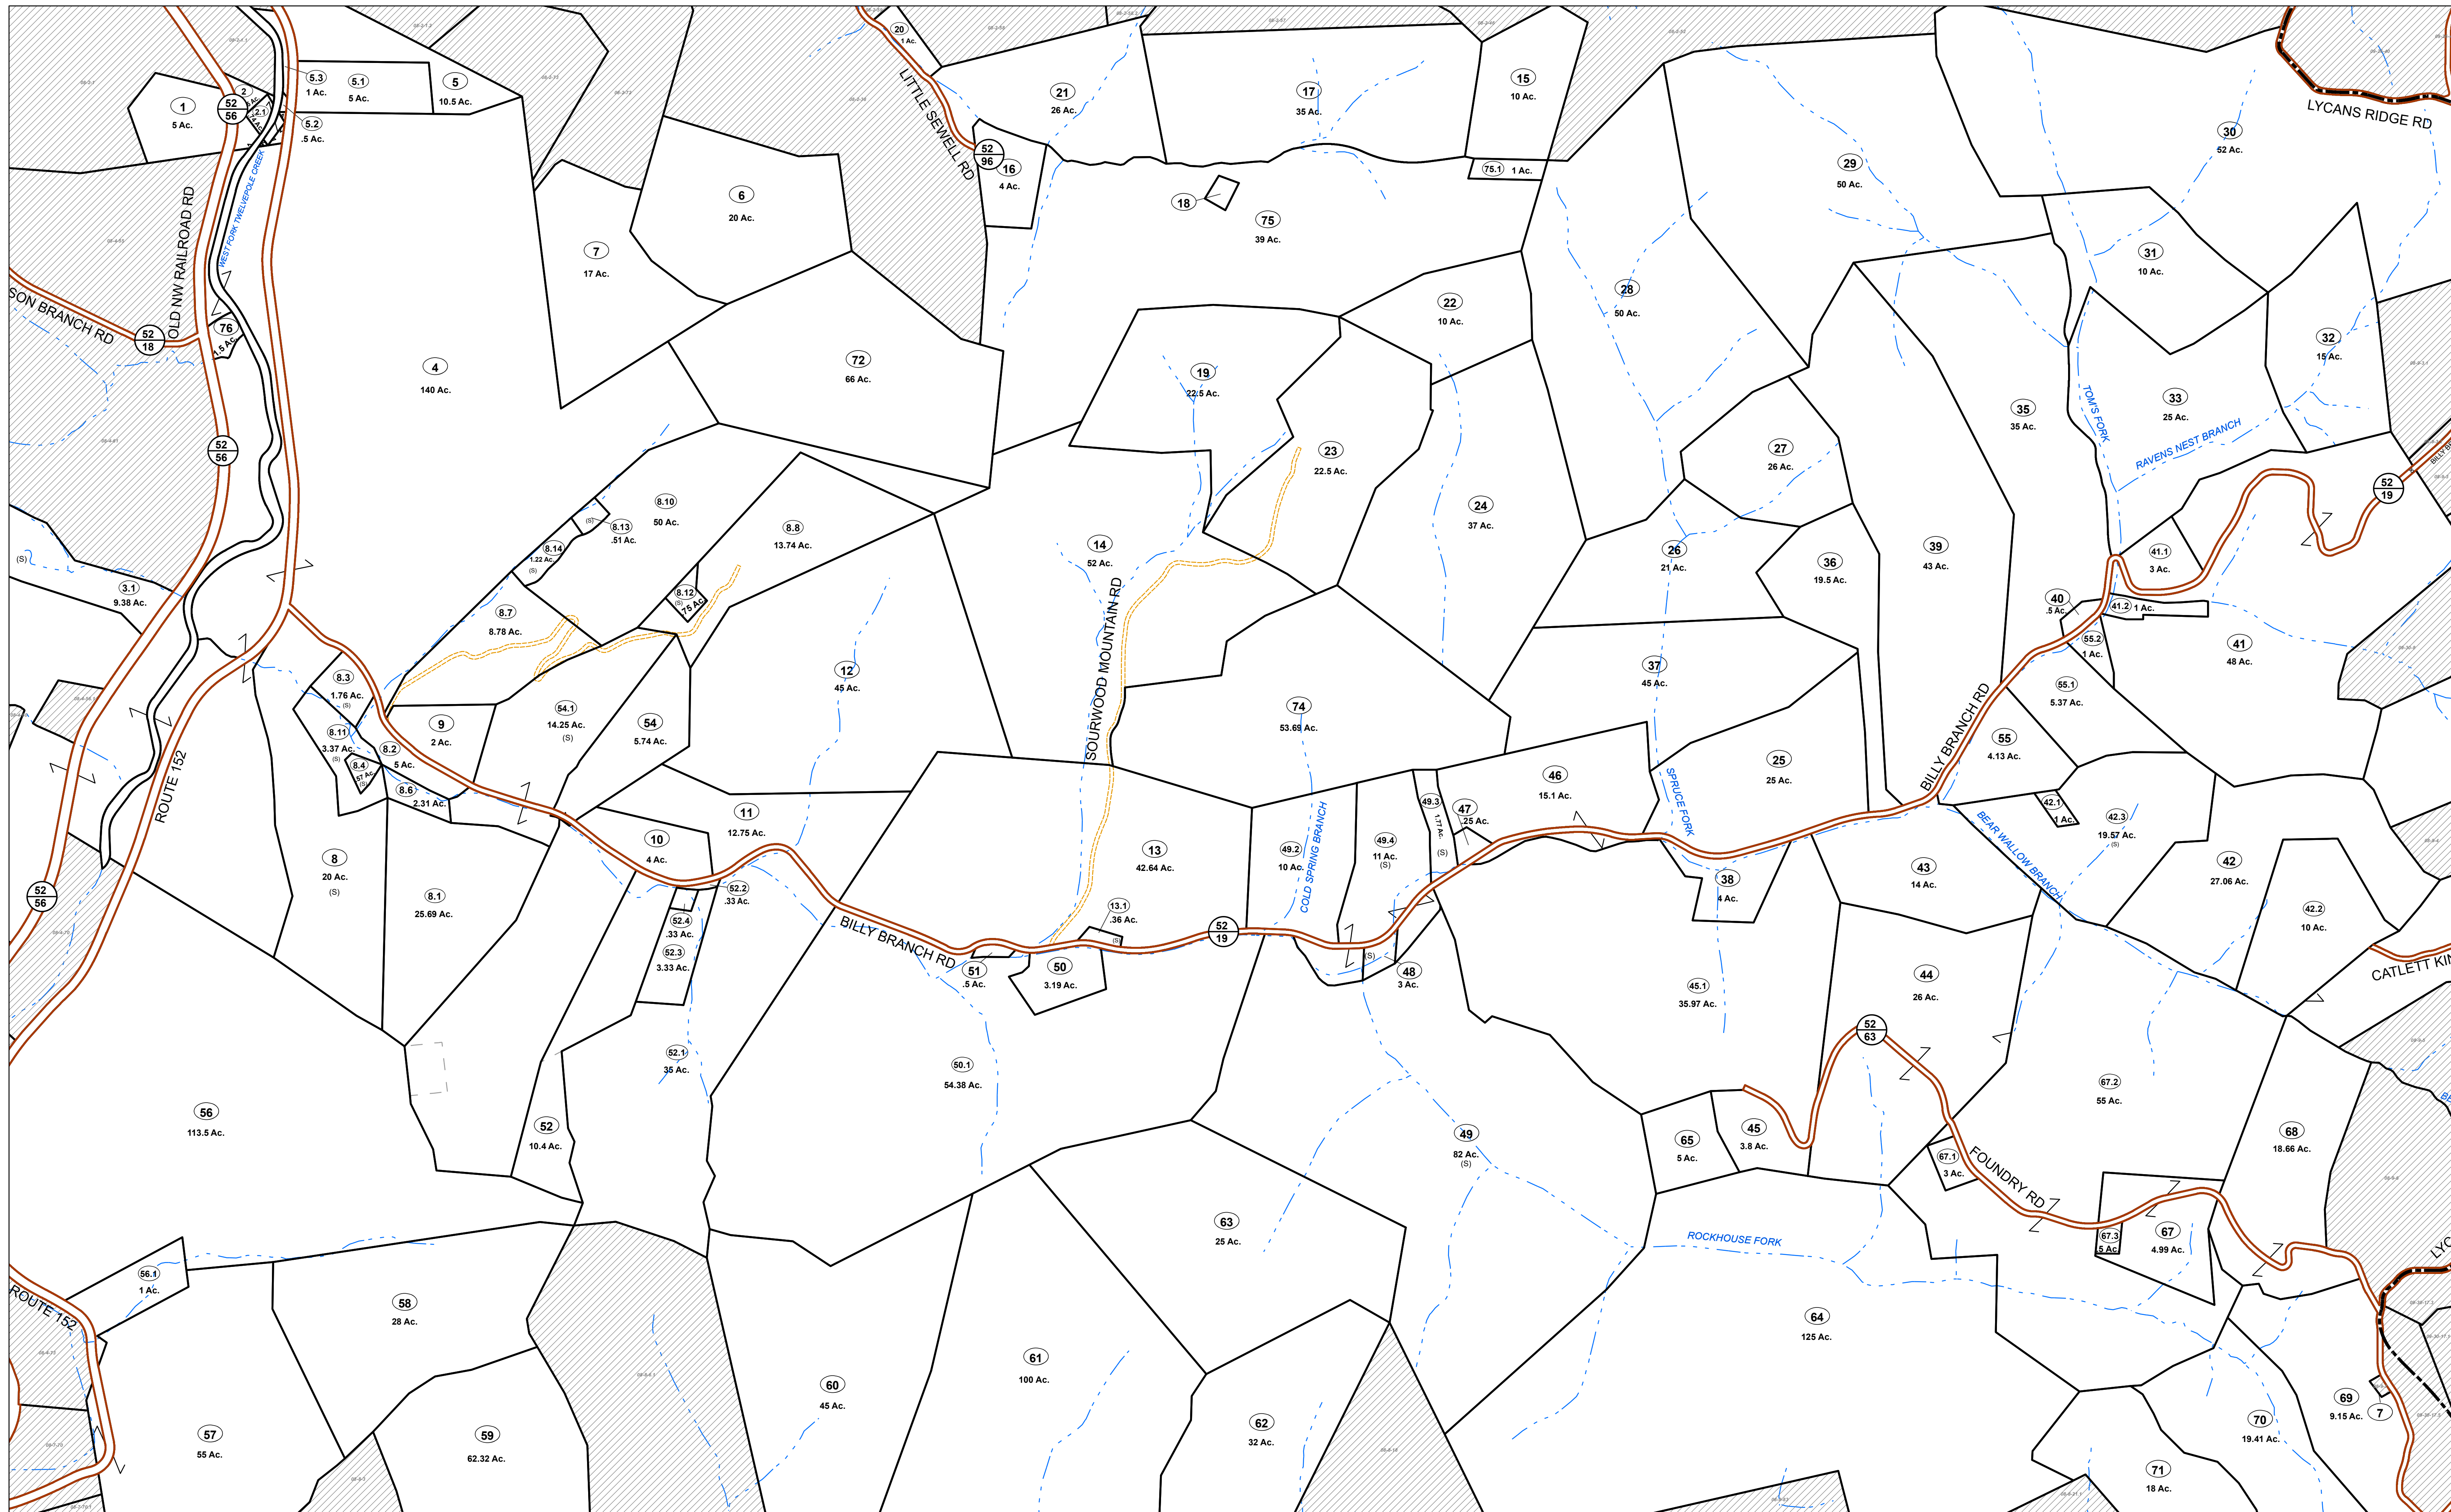 20
1 Ac.
LITTLE SEWELL RD
52
96
16
4 Ac.
21
26 Ac.
17
35 Ac.
15
10 Ac.
75.1
1 Ac.
18
75
39 Ac.
LYCANS RIDGE RD
30
52 Ac.
29
50 Ac.
31
10 Ac.
5.3
1 Ac.
5.1
5 Ac.
5
10.5 Ac.
1
5 Ac.
52
56
2
2.1
5.2
.5 Ac.
WEST FORK TWELVEPOLE CREEK
OLD NW RAILROAD RD
SON BRANCH RD
52
18
76
1.5 Ac.
6
20 Ac.
7
17 Ac.
4
140 Ac.
72
66 Ac.
22
10 Ac.
28
50 Ac.
19
22.5 Ac.
23
22.5 Ac.
32
15 Ac.
33
25 Ac.
35
35 Ac.
TOM'S FORK
RAVENS NEST BRANCH
52
56
27
26 Ac.
24
37 Ac.
52
19
8.10
50 Ac.
8.13
.51 Ac.
(S)
8.14
1.22 Ac.
(S)
8.8
13.74 Ac.
14
52 Ac.
26
21 Ac.
36
19.5 Ac.
39
43 Ac.
41.1
3 Ac.
(S)
3.1
9.38 Ac.
8.7
8.78 Ac.
8.12
(S)
.75 Ac.
SOURWOOD MOUNTAIN RD
40
.5 Ac.
41.2
1 Ac.
55.2
1 Ac.
41
48 Ac.
12
45 Ac.
37
45 Ac.
55.1
5.37 Ac.
8.3
1.76 Ac.
(S)
8.11
3.37 Ac.
(S)
8.4
.57 Ac.
(S)
8.2
5 Ac.
8.6
2.31 Ac.
9
2 Ac.
54.1
14.25 Ac.
(S)
54
5.74 Ac.
74
53.69 Ac.
BILLY BRANCH RD
55
4.13 Ac.
ROUTE 152
46
15.1 Ac.
SPRUCE FORK
25
25 Ac.
42.1
1 Ac.
42.3
19.57 Ac.
(S)
BEAR WALLOW BRANCH
11
12.75 Ac.
10
4 Ac.
13
42.64 Ac.
49.2
10 Ac.
COLD SPRING BRANCH
49.4
11 Ac.
(S)
49.3
1.77 Ac.
(S)
47
.25 Ac.
38
4 Ac.
43
14 Ac.
42
27.06 Ac.
42.2
10 Ac.
8
20 Ac.
(S)
8.1
25.69 Ac.
52
56
52.2
.33 Ac.
52.4
.33 Ac.
52.3
3.33 Ac.
BILLY BRANCH RD
13.1
.36 Ac.
(S)
52
19
51
.5 Ac.
50
3.19 Ac.
(S)
48
3 Ac.
45.1
35.97 Ac.
44
26 Ac.
CATLETT KIN
52
63
52.1
35 Ac.
50.1
54.38 Ac.
67.2
55 Ac.
56
113.5 Ac.
52
10.4 Ac.
49
82 Ac.
(S)
65
5 Ac.
45
3.8 Ac.
67.1
3 Ac.
FOUNDRY RD
68
18.66 Ac.
63
25 Ac.
ROCKHOUSE FORK
67.3
.5 Ac.
67
4.99 Ac.
LYC
56.1
1 Ac.
ROUTE 152
58
28 Ac.
64
125 Ac.
61
100 Ac.
60
45 Ac.
62
32 Ac.
57
55 Ac.
59
62.32 Ac.
69
9.15 Ac.
7
70
19.41 Ac.
71
18 Ac.